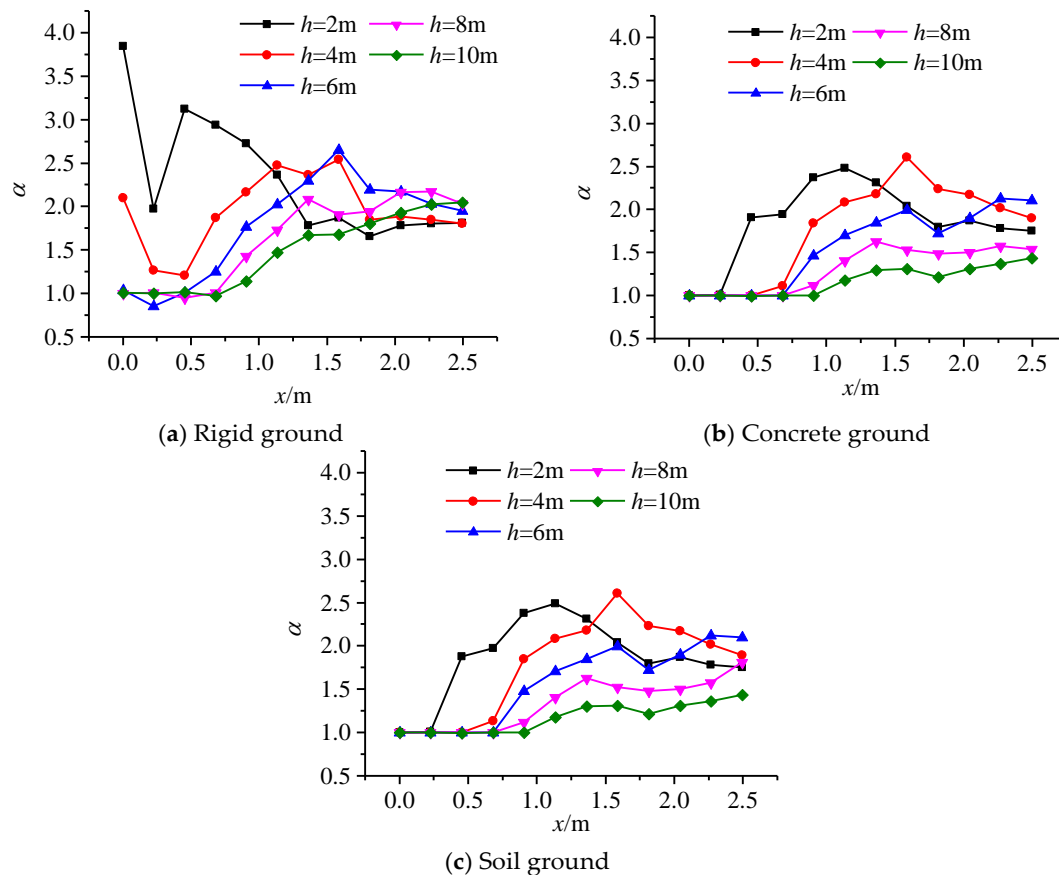 h=2m h=8m
h=4m h=10m
h=6m
α
4.0
3.5
3.0
2.5
2.0
1.5
1.0
0.5
0.0 0.5 1.0 1.5 2.0 2.5
x/m
(a) Rigid ground
h=2m h=8m
h=4m h=10m
h=6m
α
4.0
3.5
3.0
2.5
2.0
1.5
1.0
0.5
0.0 0.5 1.0 1.5 2.0 2.5
x/m
(b) Concrete ground
h=2m h=8m
h=4m h=10m
h=6m
α
4.0
3.5
3.0
2.5
2.0
1.5
1.0
0.5
0.0 0.5 1.0 1.5 2.0 2.5
x/m
(c) Soil ground